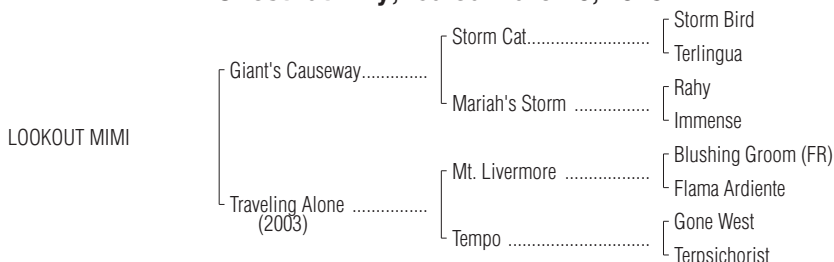 Storm Bird
Storm Cat..............................
Terlingua
Giant's Causeway..............
Rahy
Mariah's Storm ..................
Immense
LOOKOUT MIMI
Blushing Groom (FR)
Mt. Livermore ....................
Flama Ardiente
Traveling Alone ................
(2003)
Gone West
Tempo .................................
Terpsichorist